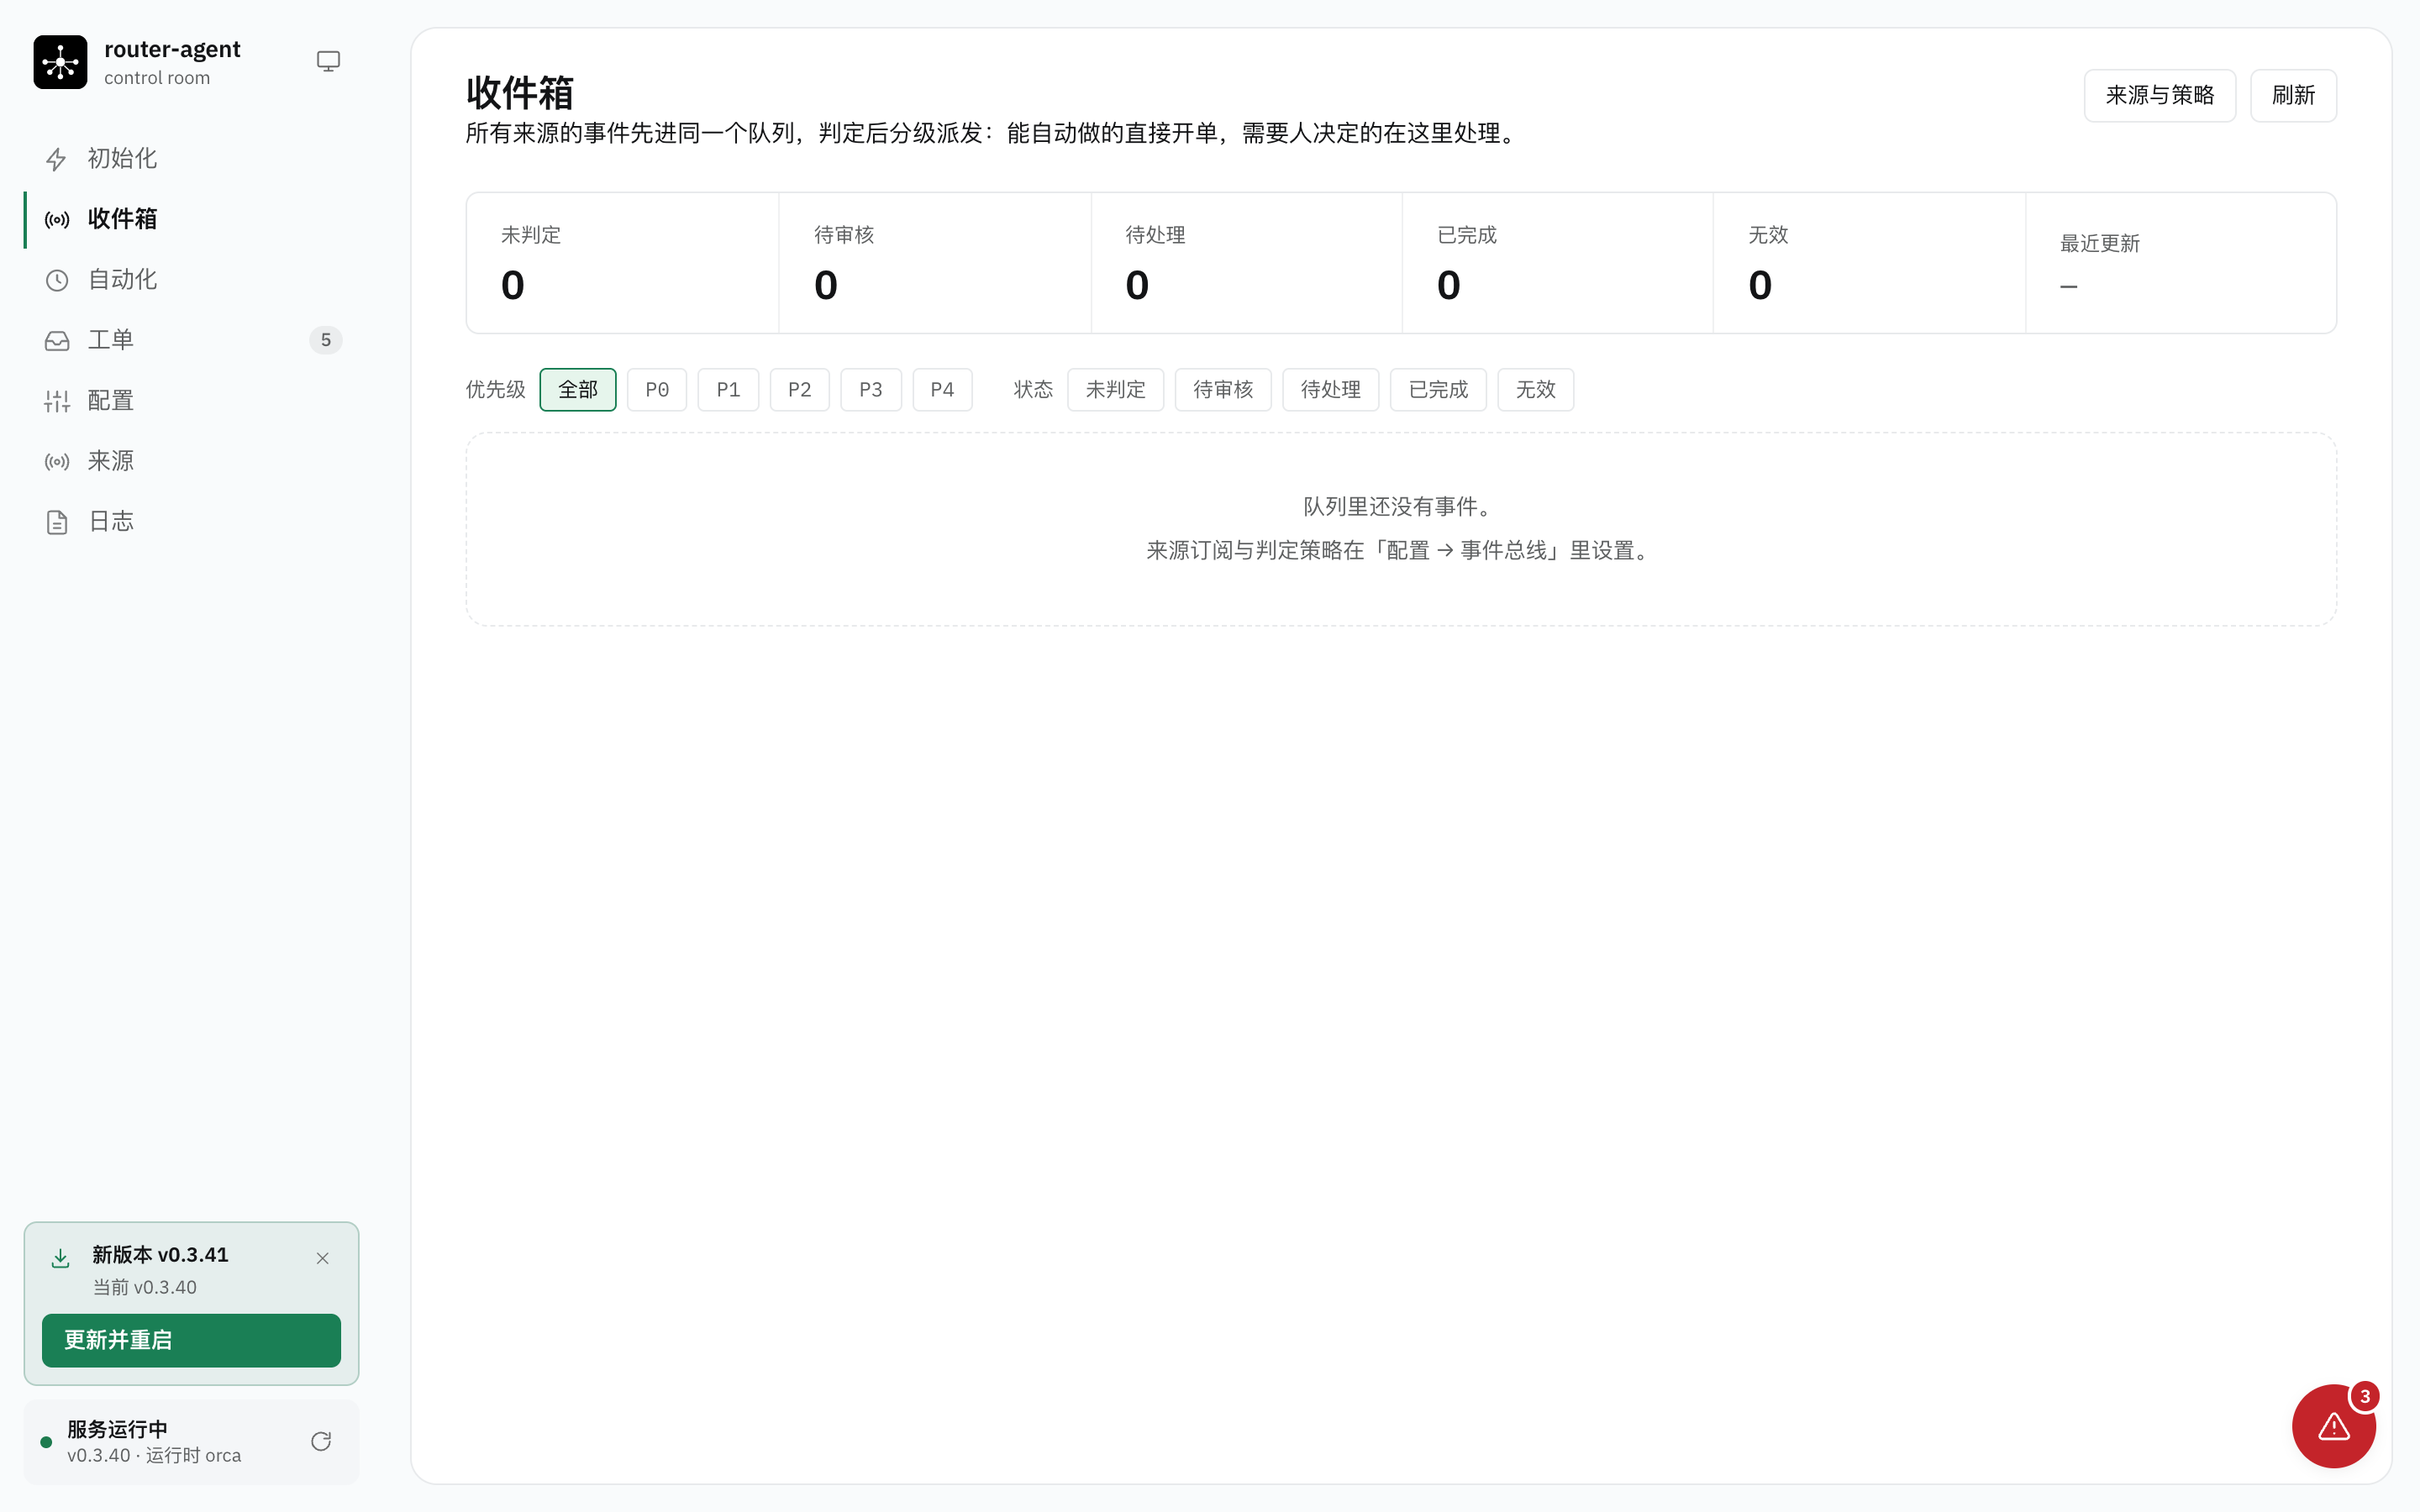 router-agent
control room
初始化
收件箱
自动化
工单 5
配置
来源
日志
新版本 v0.3.41
当前 v0.3.40
更新并重启
服务运行中
v0.3.40 · 运行时 orca
收件箱
所有来源的事件先进同一个队列，判定后分级派发：能自动做的直接开单，需要人决定的在这里处理。
来源与策略 刷新
未判定 待审核 待处理 已完成 无效 最近更新
0 0 0 0 0 –
优先级 全部 P0 P1 P2 P3 P4 状态 未判定 待审核 待处理 已完成 无效
队列里还没有事件。
来源订阅与判定策略在「配置 → 事件总线」里设置。
3